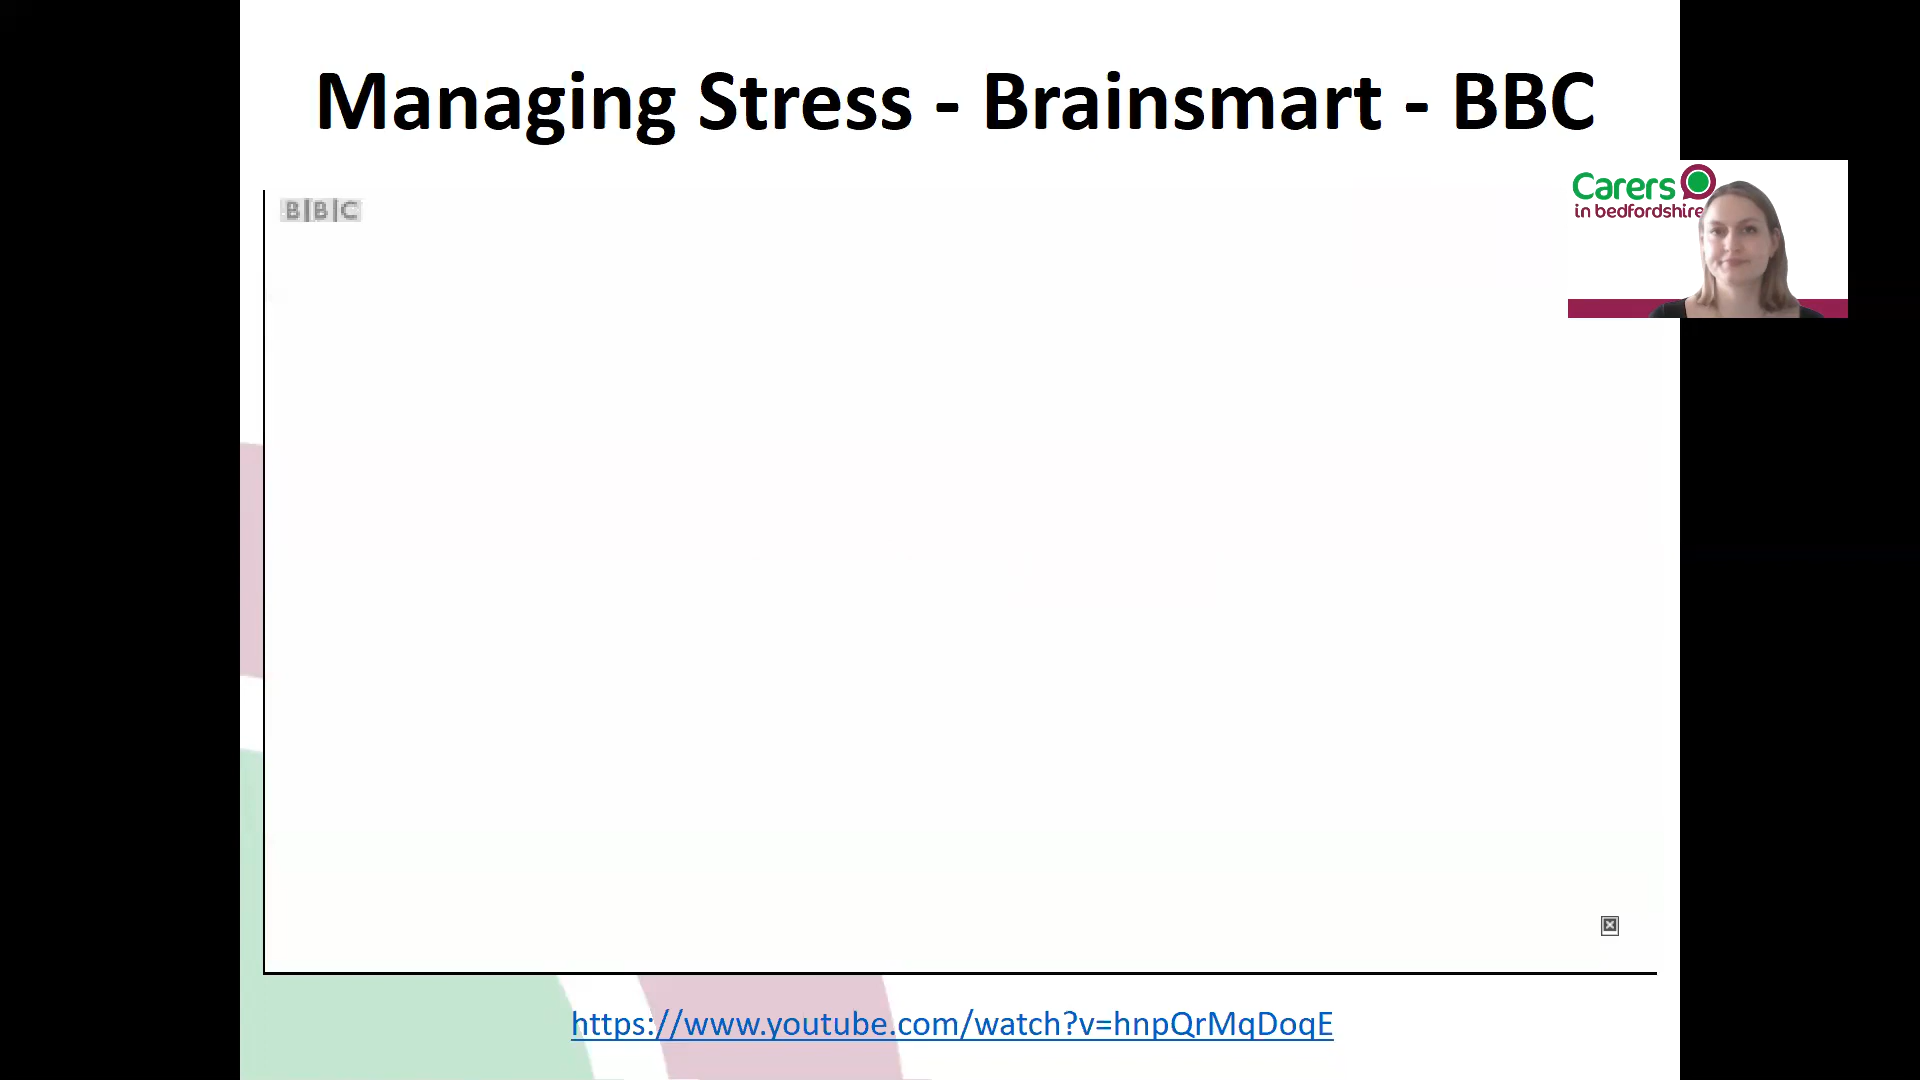 Managing Stress - Brainsmart - BBC
Carers
in bedfordshire
BBC
https://www.youtube.com/watch?v=hnpQrMqDoqE